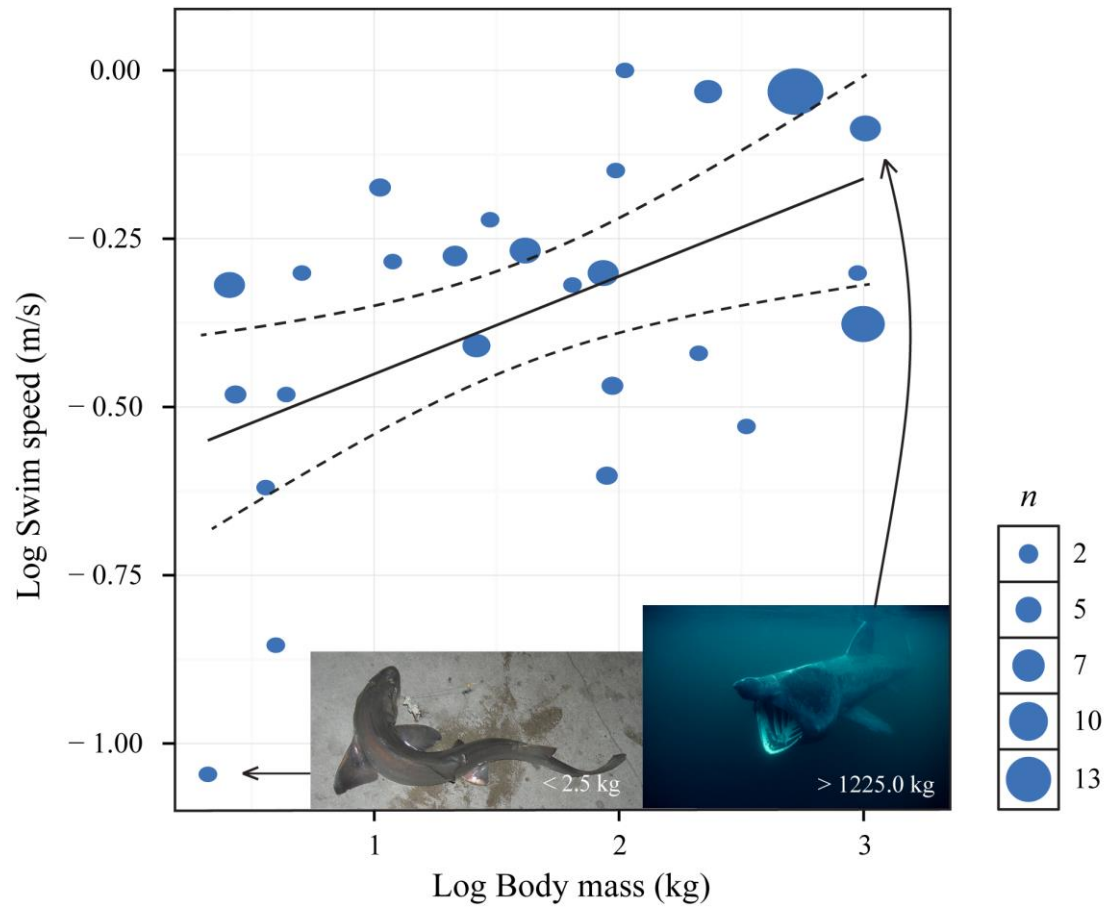 0.00
− 0.25
− 0.50
− 0.75
− 1.00
Log Swim speed (m/s)
1
2
3
Log Body mass (kg)
< 2.5 kg
> 1225.0 kg
n
2
5
7
10
13